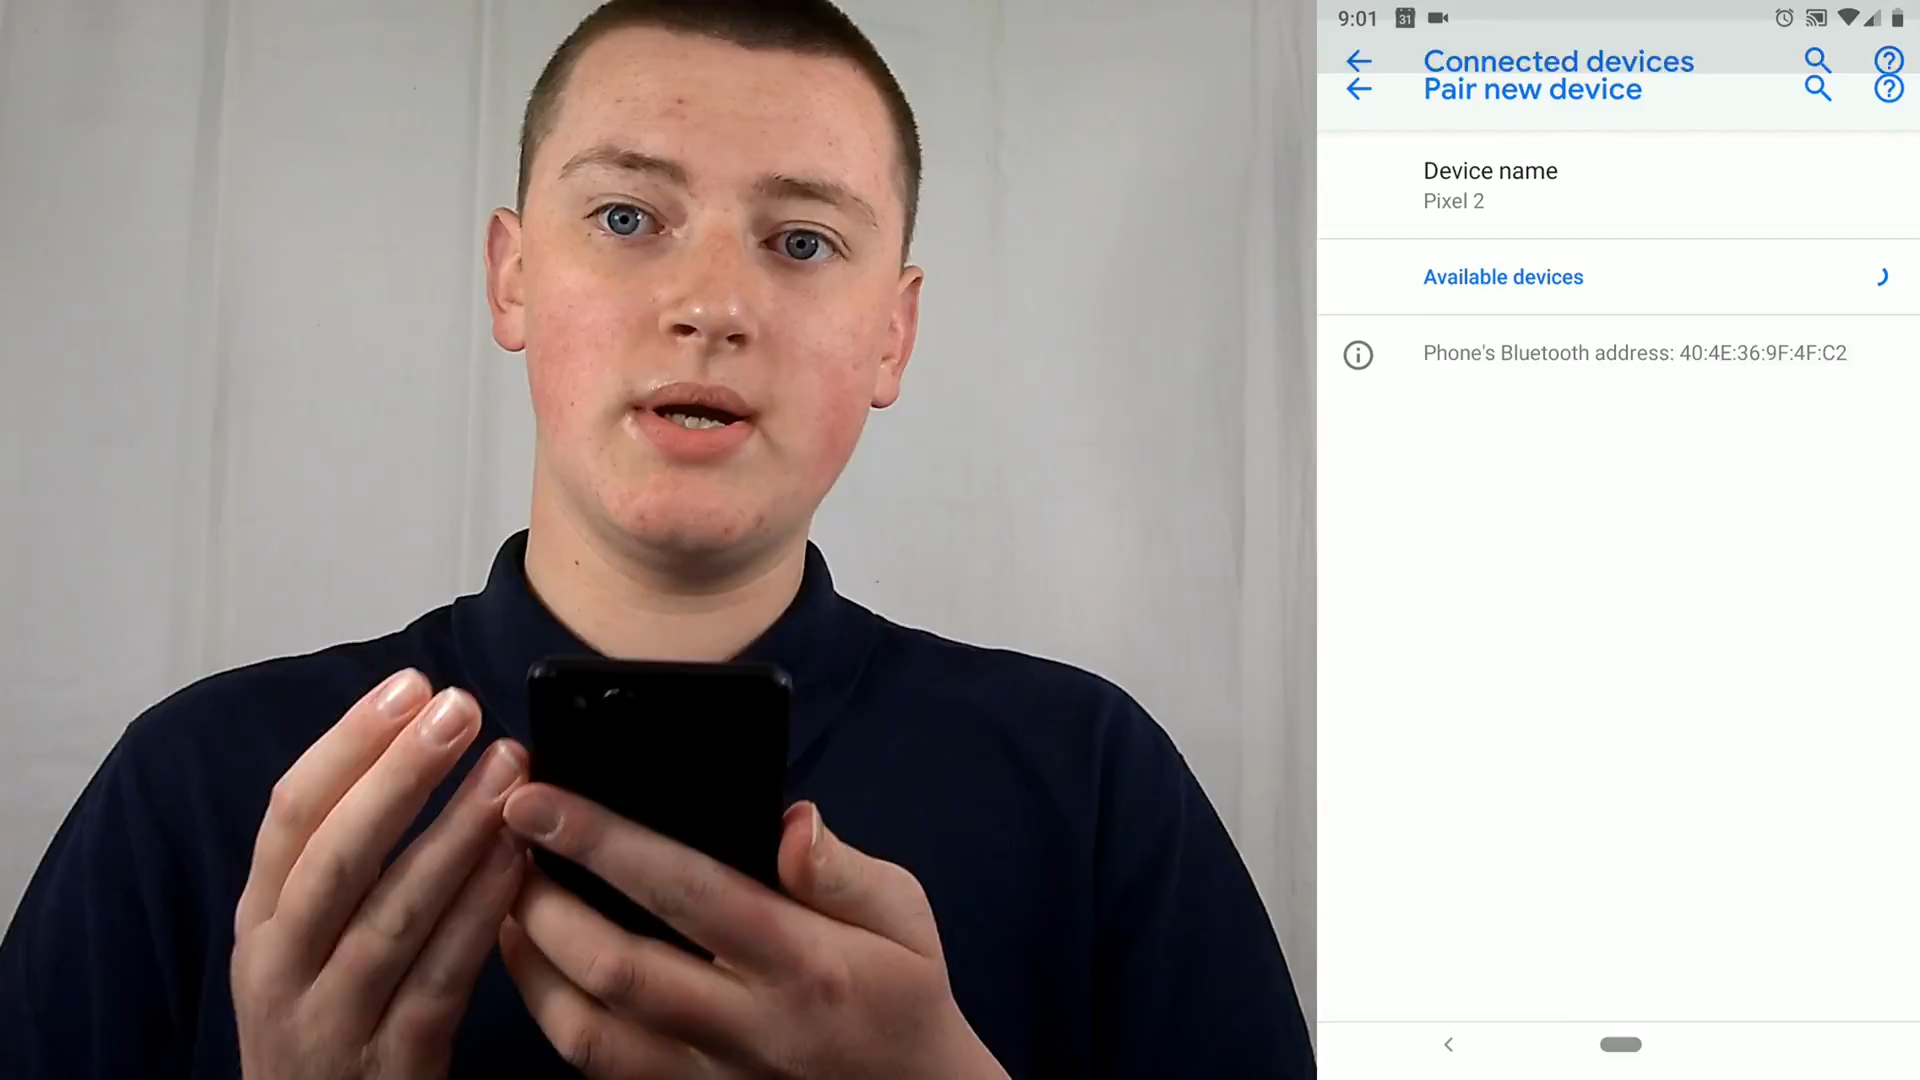 9:01 31
Connected devices
Pair new device
Device name
Pixel 2
Available devices
Phone's Bluetooth address: 40:4E:36:9F:4F:C2